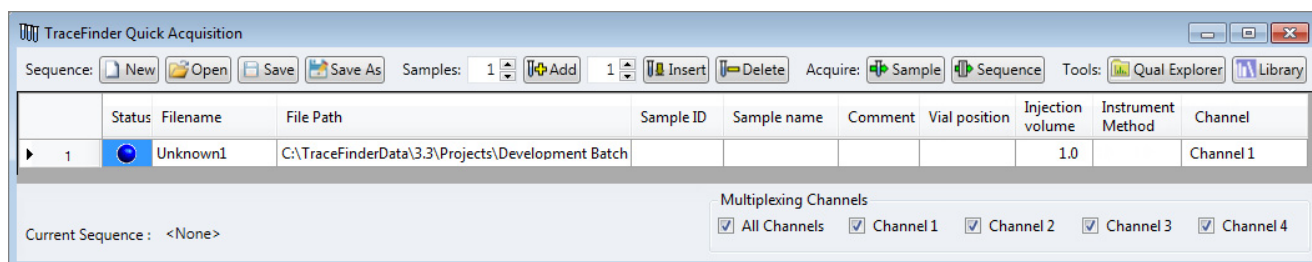 TraceFinder Quick Acquisition
Sequence: New Open Save Save As Samples: 1 Add 1 Insert Delete Acquire: Sample Sequence Tools: Qual Explorer Library
Status Filename File Path Sample ID Sample name Comment Vial position Injection volume Instrument Method Channel
1 Unknown1 C:\TraceFinderData\3.3\Projects\Development Batch 1.0 Channel 1
Multiplexing Channels
Current Sequence : <None> All Channels Channel 1 Channel 2 Channel 3 Channel 4